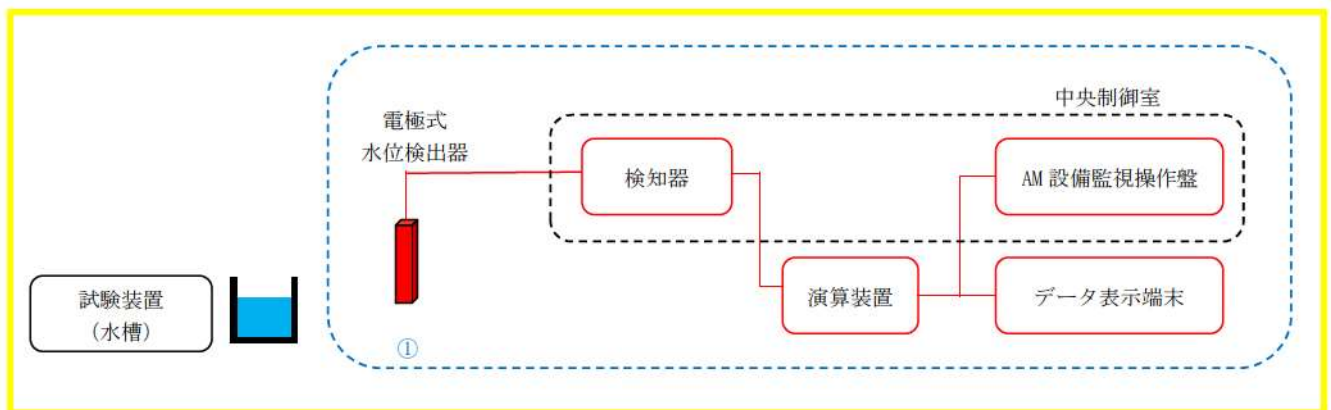 中央制御室
電極式
水位検出器
検知器
AM 設備監視操作盤
試験装置
(水槽)
演算装置
データ表示端末
①